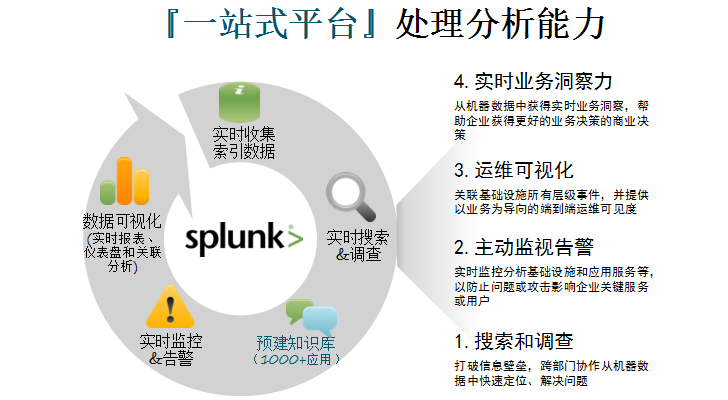 『一站式平台』处理分析能力
实时收集
索引数据
实时搜索
&调查
预建知识库
（1000+应用）
实时监控
&告警
数据可视化
(实时报表、
仪表盘和关联
分析)
splunk>
4. 实时业务洞察力
从机器数据中获得实时业务洞察，帮
助企业获得更好的业务决策的商业决
策
3. 运维可视化
关联基础设施所有层级事件，并提供
以业务为导向的端到端运维可见度
2. 主动监视告警
实时监控分析基础设施和应用服务等，
以防止问题或攻击影响企业关键服务
或用户
1. 搜索和调查
打破信息壁垒，跨部门协作从机器数
据中快速定位、解决问题